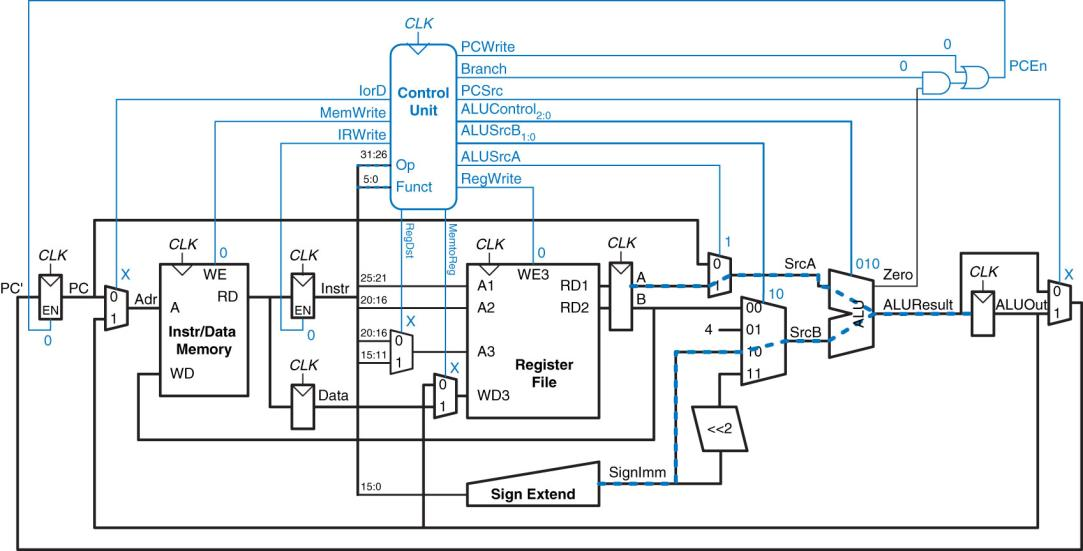 CLK
PCWrite
0
Branch
0
PCEn
IorD
Control
Unit
PCSrc
MemWrite
ALUControl2:0
IRWrite
ALUSrcB1:0
31:26
Op
ALUSrcA
5:0
Funct
RegWrite
RegDst
MemtoReg
CLK
CLK
CLK
CLK
CLK
1
X
0
WE
EN
0
WE3
0
SrcA
010
Zero
CLK
X
PC'
PC
EN
0
0
1
Adr
A
RD
Instr/Data
Memory
WD
Instr
0
25:21
A1
20:16
A2
RD1
RD2
A
B
0
1
10
00
4
01
10
11
SrcB
ALU
ALUResult
ALUOut
0
1
20:16
15:11
X
0
1
A3
Register
File
CLK
Data
X
0
1
WD3
<<2
SignImm
15:0
Sign Extend